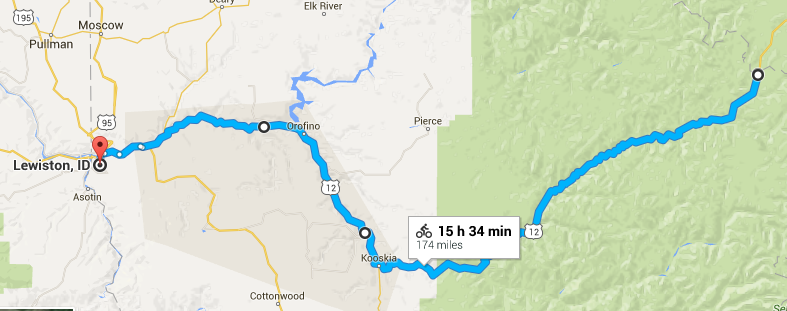 Elk River
195
Moscow
Pullman
95
Orofino
Pierce
Lewiston, ID
12
Asotin
15 h 34 min
174 miles
12
Kooskia
Cottonwood